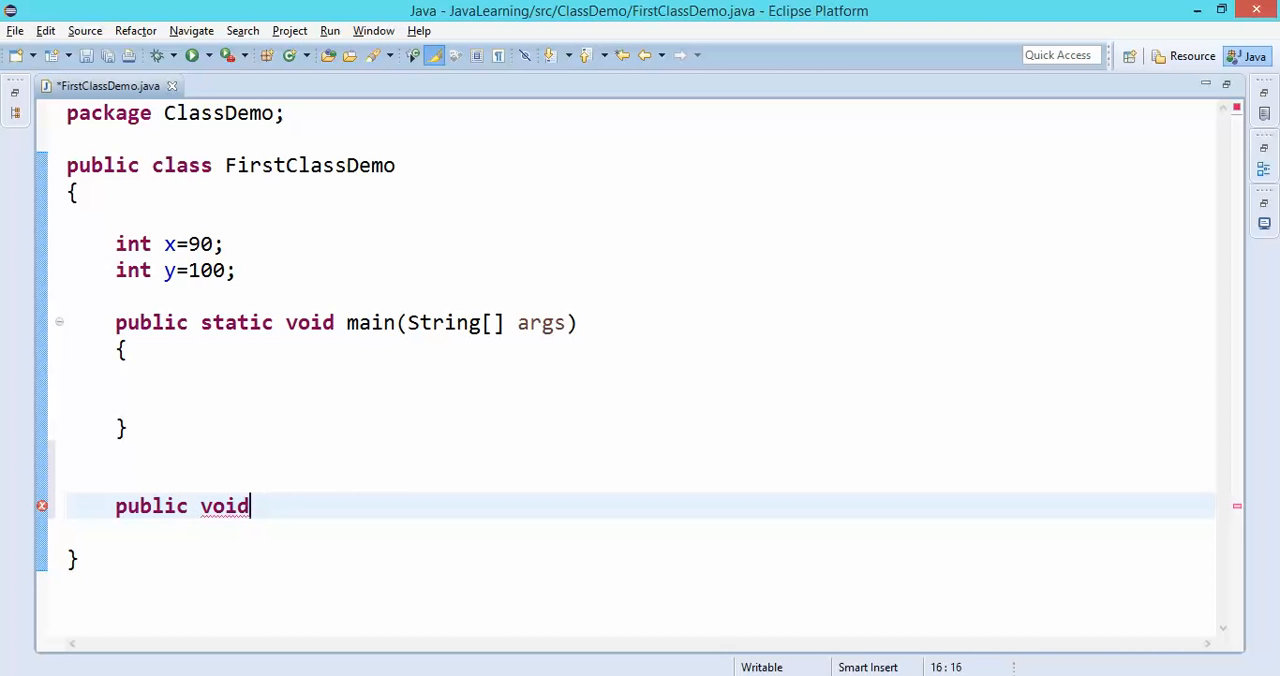 Java - JavaLearning/src/ClassDemo/FirstClassDemo.java - Eclipse Platform
File Edit Source Refactor Navigate Search Project Run Window Help
Quick Access Resource Java
*FirstClassDemo.java
package ClassDemo;
public class FirstClassDemo
{
int x=90;
int y=100;
public static void main(String[] args)
{
}
public void
}
Writable Smart Insert 16 : 16